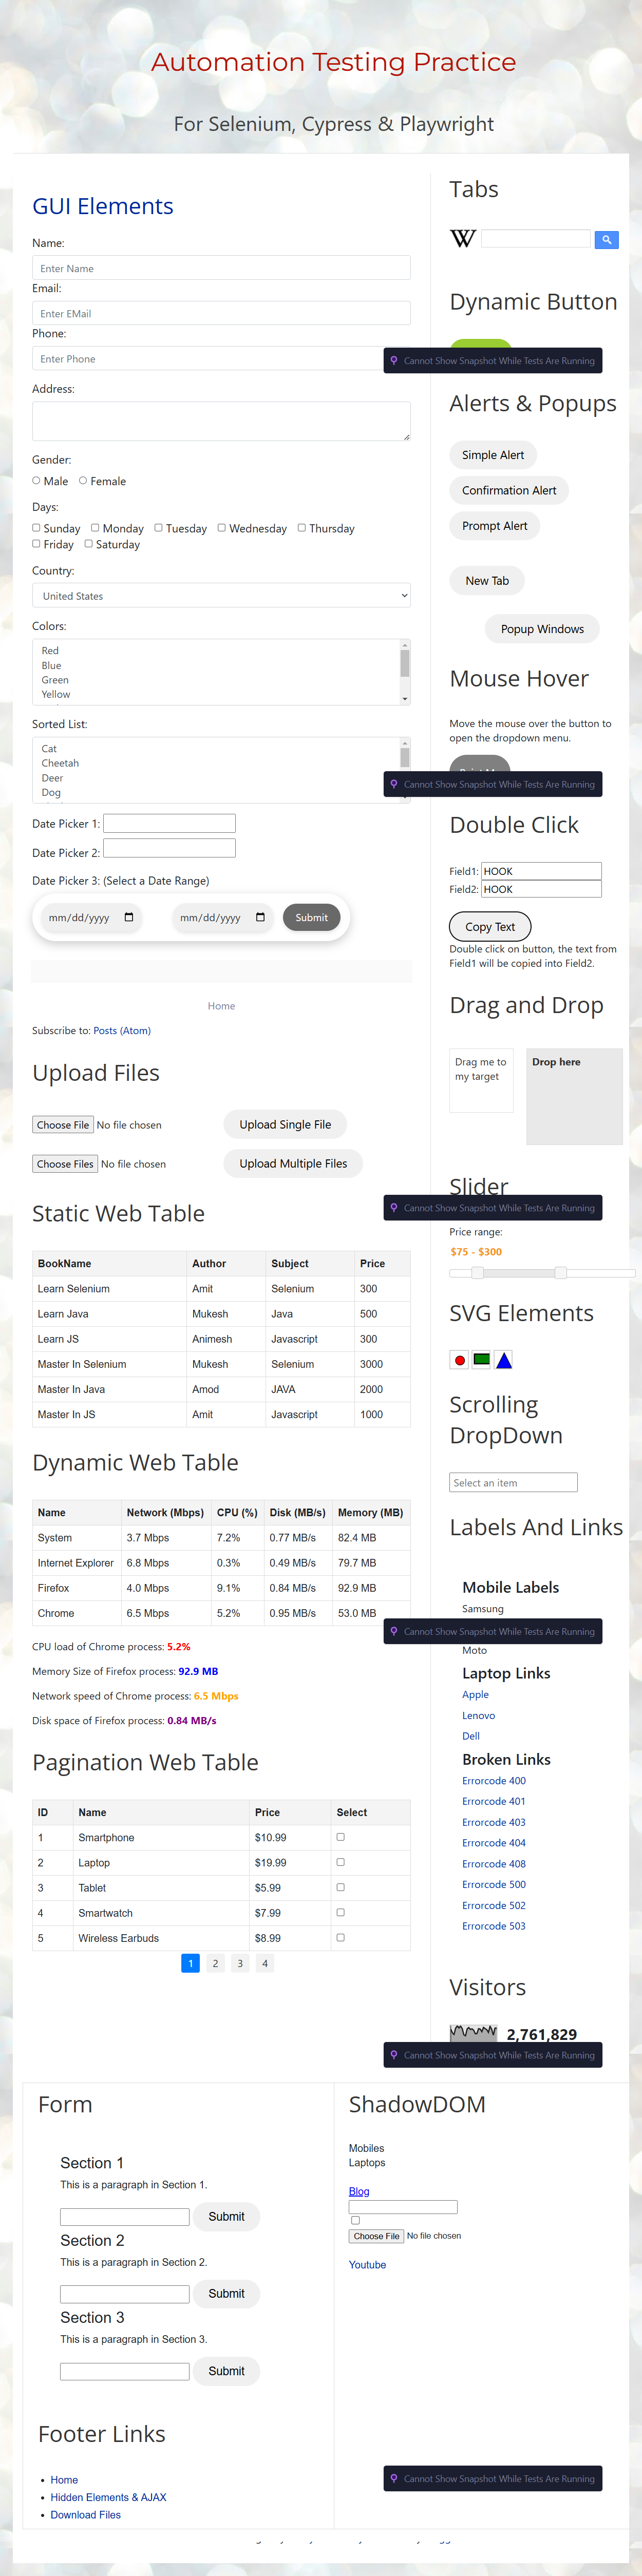 Automation Testing Practice
For Selenium, Cypress & Playwright
GUI Elements
Name:
Enter Name
Email:
Enter EMail
Phone:
Enter Phone
Address:
Gender:
Male Female
Days:
Sunday Monday Tuesday Wednesday Thursday
Friday Saturday
Country:
United States
Colors:
Red
Blue
Green
Yellow
Sorted List:
Cat
Cheetah
Deer
Dog
Date Picker 1:
Date Picker 2:
Date Picker 3: (Select a Date Range)
mm/dd/yyyy mm/dd/yyyy Submit
Home
Subscribe to: Posts (Atom)
Upload Files
Choose File No file chosen Upload Single File
Choose Files No file chosen Upload Multiple Files
Static Web Table
BookName Author Subject Price
Learn Selenium Amit Selenium 300
Learn Java Mukesh Java 500
Learn JS Animesh Javascript 300
Master In Selenium Mukesh Selenium 3000
Master In Java Amod JAVA 2000
Master In JS Amit Javascript 1000
Dynamic Web Table
Name Network (Mbps) CPU (%) Disk (MB/s) Memory (MB)
System 3.7 Mbps 7.2% 0.77 MB/s 82.4 MB
Internet Explorer 6.8 Mbps 0.3% 0.49 MB/s 79.7 MB
Firefox 4.0 Mbps 9.1% 0.84 MB/s 92.9 MB
Chrome 6.5 Mbps 5.2% 0.95 MB/s 53.0 MB
CPU load of Chrome process: 5.2%
Memory Size of Firefox process: 92.9 MB
Network speed of Chrome process: 6.5 Mbps
Disk space of Firefox process: 0.84 MB/s
Pagination Web Table
ID Name Price Select
1 Smartphone $10.99
2 Laptop $19.99
3 Tablet $5.99
4 Smartwatch $7.99
5 Wireless Earbuds $8.99
1 2 3 4
Tabs
W
Dynamic Button
Cannot Show Snapshot While Tests Are Running
Alerts & Popups
Simple Alert
Confirmation Alert
Prompt Alert
New Tab
Popup Windows
Mouse Hover
Move the mouse over the button to
open the dropdown menu.
Cannot Show Snapshot While Tests Are Running
Double Click
Field1: HOOK
Field2: HOOK
Copy Text
Double click on button, the text from
Field1 will be copied into Field2.
Drag and Drop
Drag me to
my target
Drop here
Slider
Cannot Show Snapshot While Tests Are Running
Price range:
$75 - $300
SVG Elements
Scrolling
DropDown
Select an item
Labels And Links
Mobile Labels
Samsung
Cannot Show Snapshot While Tests Are Running
Moto
Laptop Links
Apple
Lenovo
Dell
Broken Links
Errorcode 400
Errorcode 401
Errorcode 403
Errorcode 404
Errorcode 408
Errorcode 500
Errorcode 502
Errorcode 503
Visitors
2,761,829
Cannot Show Snapshot While Tests Are Running
Form
Section 1
This is a paragraph in Section 1.
Submit
Section 2
This is a paragraph in Section 2.
Submit
Section 3
This is a paragraph in Section 3.
Submit
Footer Links
Home
Hidden Elements & AJAX
Download Files
ShadowDOM
Mobiles
Laptops
Blog
Choose File No file chosen
Youtube
Cannot Show Snapshot While Tests Are Running